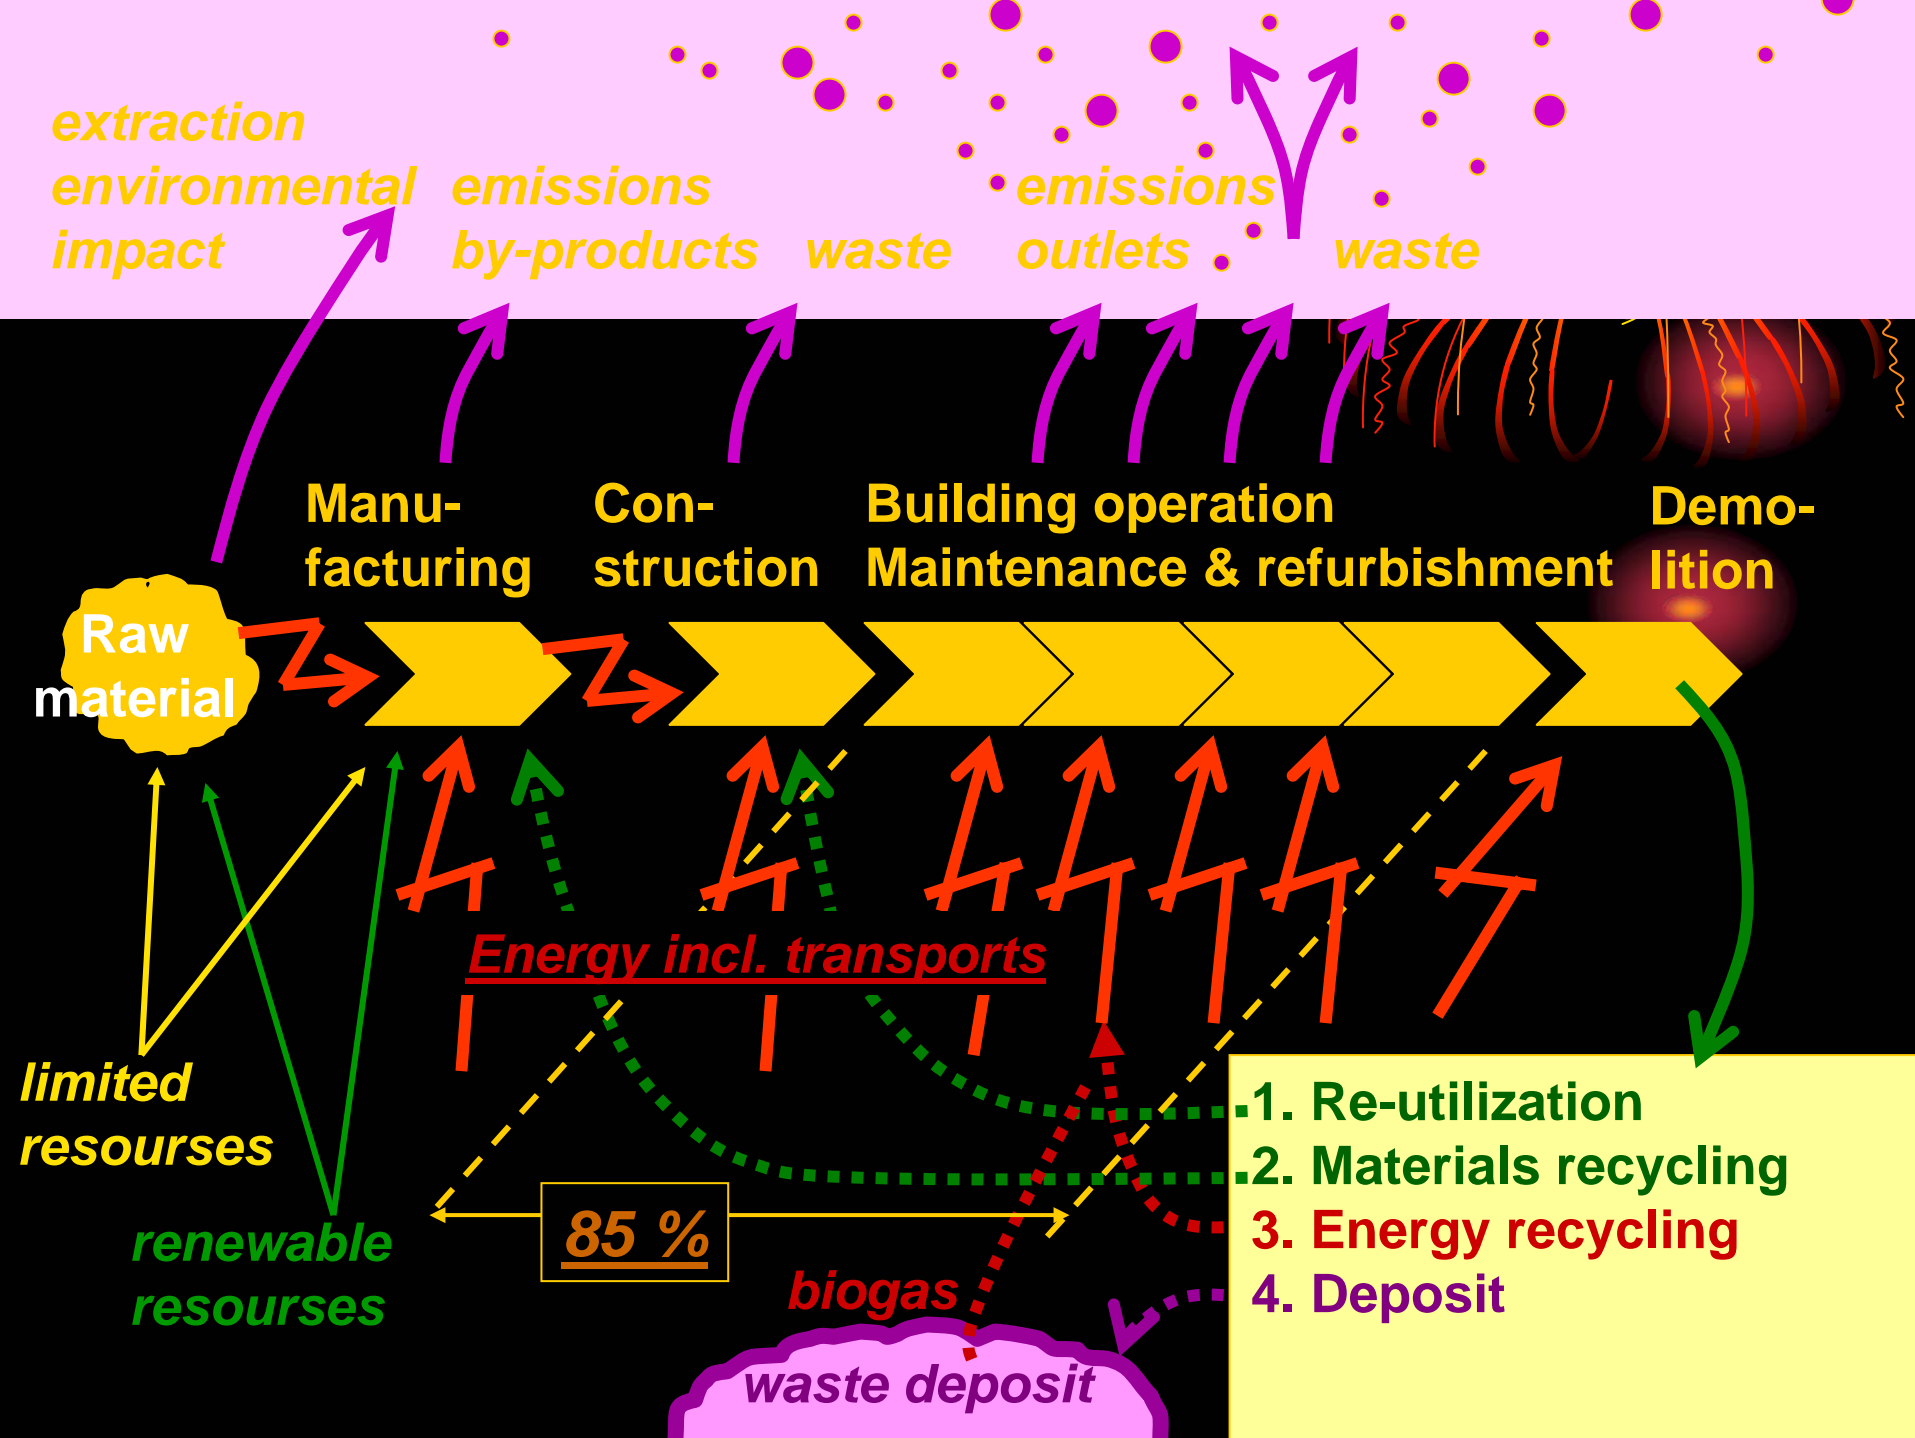 extraction
environmental
impact
emissions
by-products
waste
emissions
outlets
waste
Manu-
facturing
Con-
struction
Building operation
Maintenance & refurbishment
Demo-
lition
Raw
material
Energy incl. transports
limited
resourses
renewable
resourses
85 %
biogas
waste deposit
1. Re-utilization
2. Materials recycling
3. Energy recycling
4. Deposit